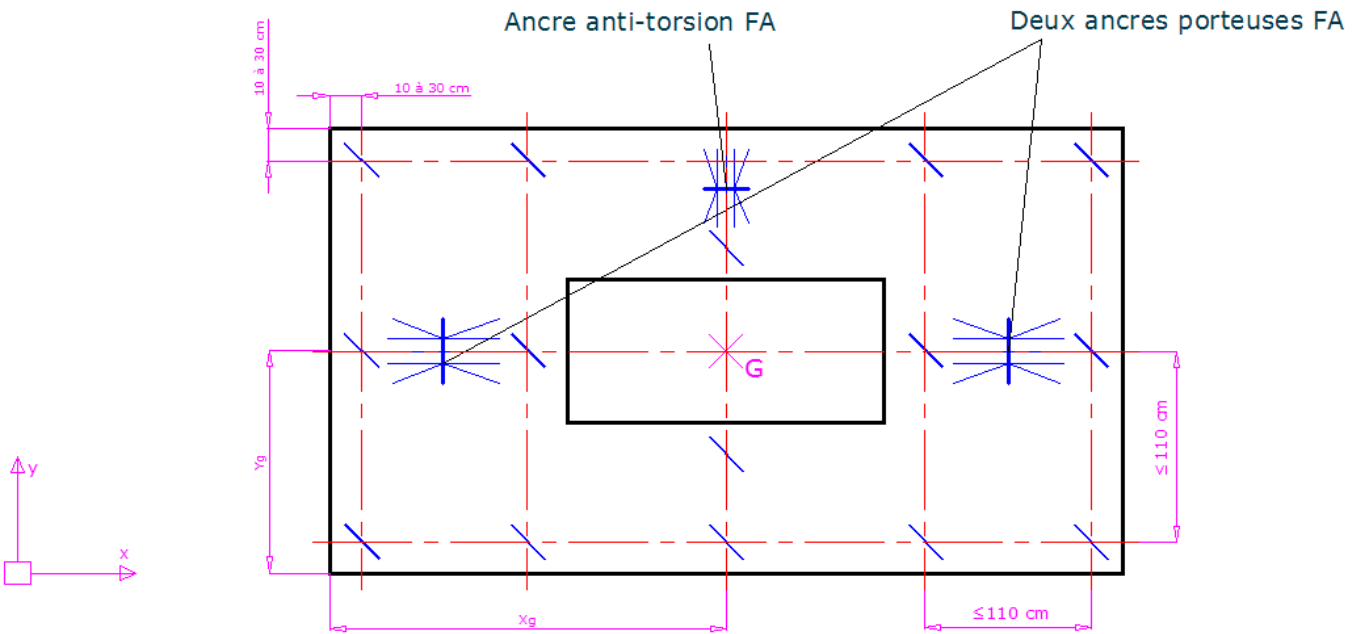 Ancre anti-torsion FA
Deux ancres porteuses FA
10 à 30 cm
10 à 30 cm
G
Yg
≤110 cm
y
x
Xg
≤110 cm